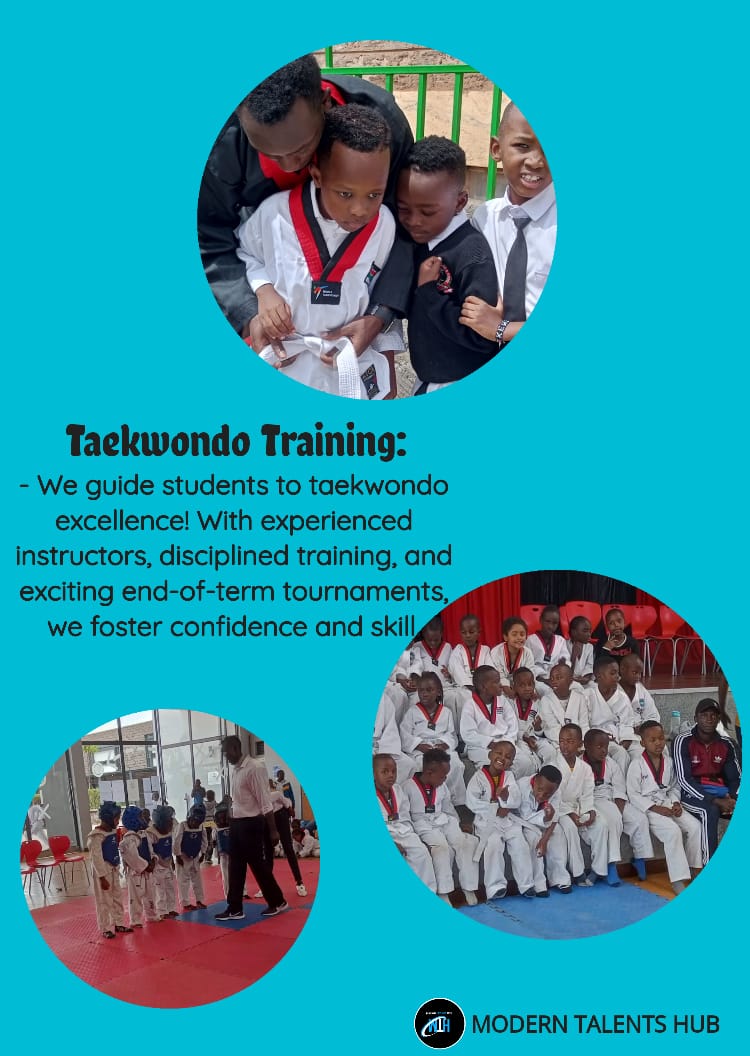 Taekwondo Training:
- We guide students to taekwondo
excellence! With experienced
instructors, disciplined training, and
exciting end-of-term tournaments,
we foster confidence and skill.
MODERN TALENTS HUB